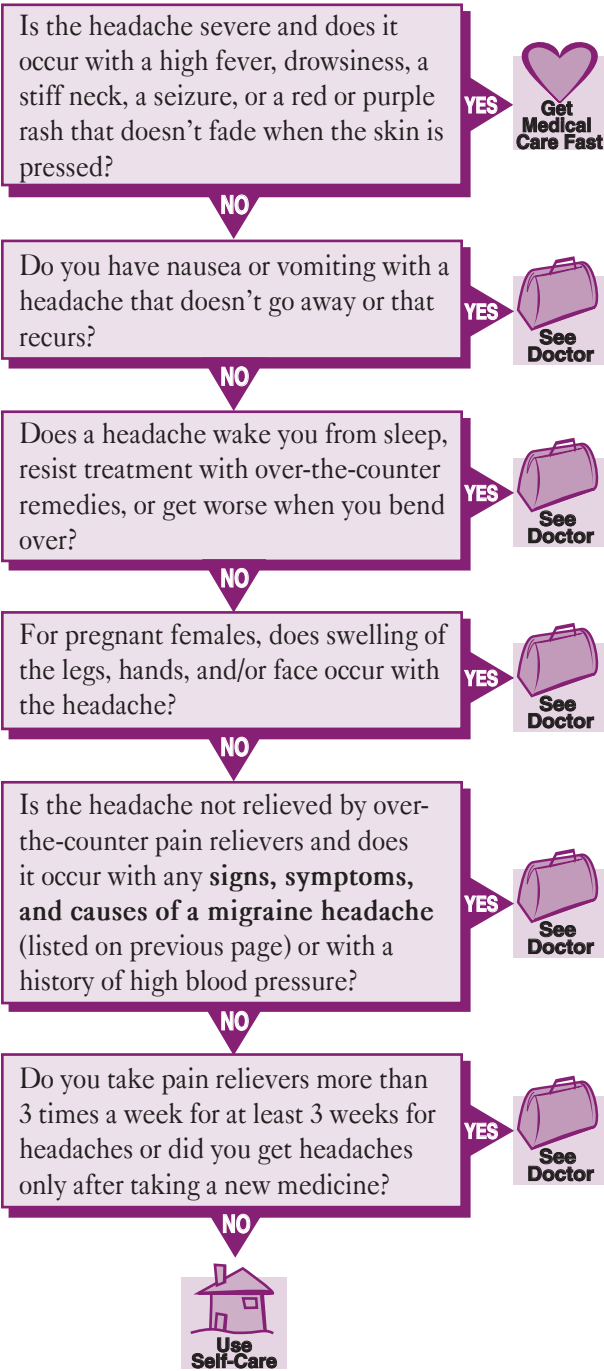 Is the headache severe and does it
occur with a high fever, drowsiness, a
stiff neck, a seizure, or a red or purple
rash that doesn't fade when the skin is
pressed?
YES
Get
Medical
Care Fast
NO
Do you have nausea or vomiting with a
headache that doesn't go away or that
recurs?
YES
See
Doctor
NO
Does a headache wake you from sleep,
resist treatment with over-the-counter
remedies, or get worse when you bend
over?
YES
See
Doctor
NO
For pregnant females, does swelling of
the legs, hands, and/or face occur with
the headache?
YES
See
Doctor
NO
Is the headache not relieved by over-
the-counter pain relievers and does
it occur with any signs, symptoms,
and causes of a migraine headache
(listed on previous page) or with a
history of high blood pressure?
YES
See
Doctor
NO
Do you take pain relievers more than
3 times a week for at least 3 weeks for
headaches or did you get headaches
only after taking a new medicine?
YES
See
Doctor
NO
Use
Self-Care